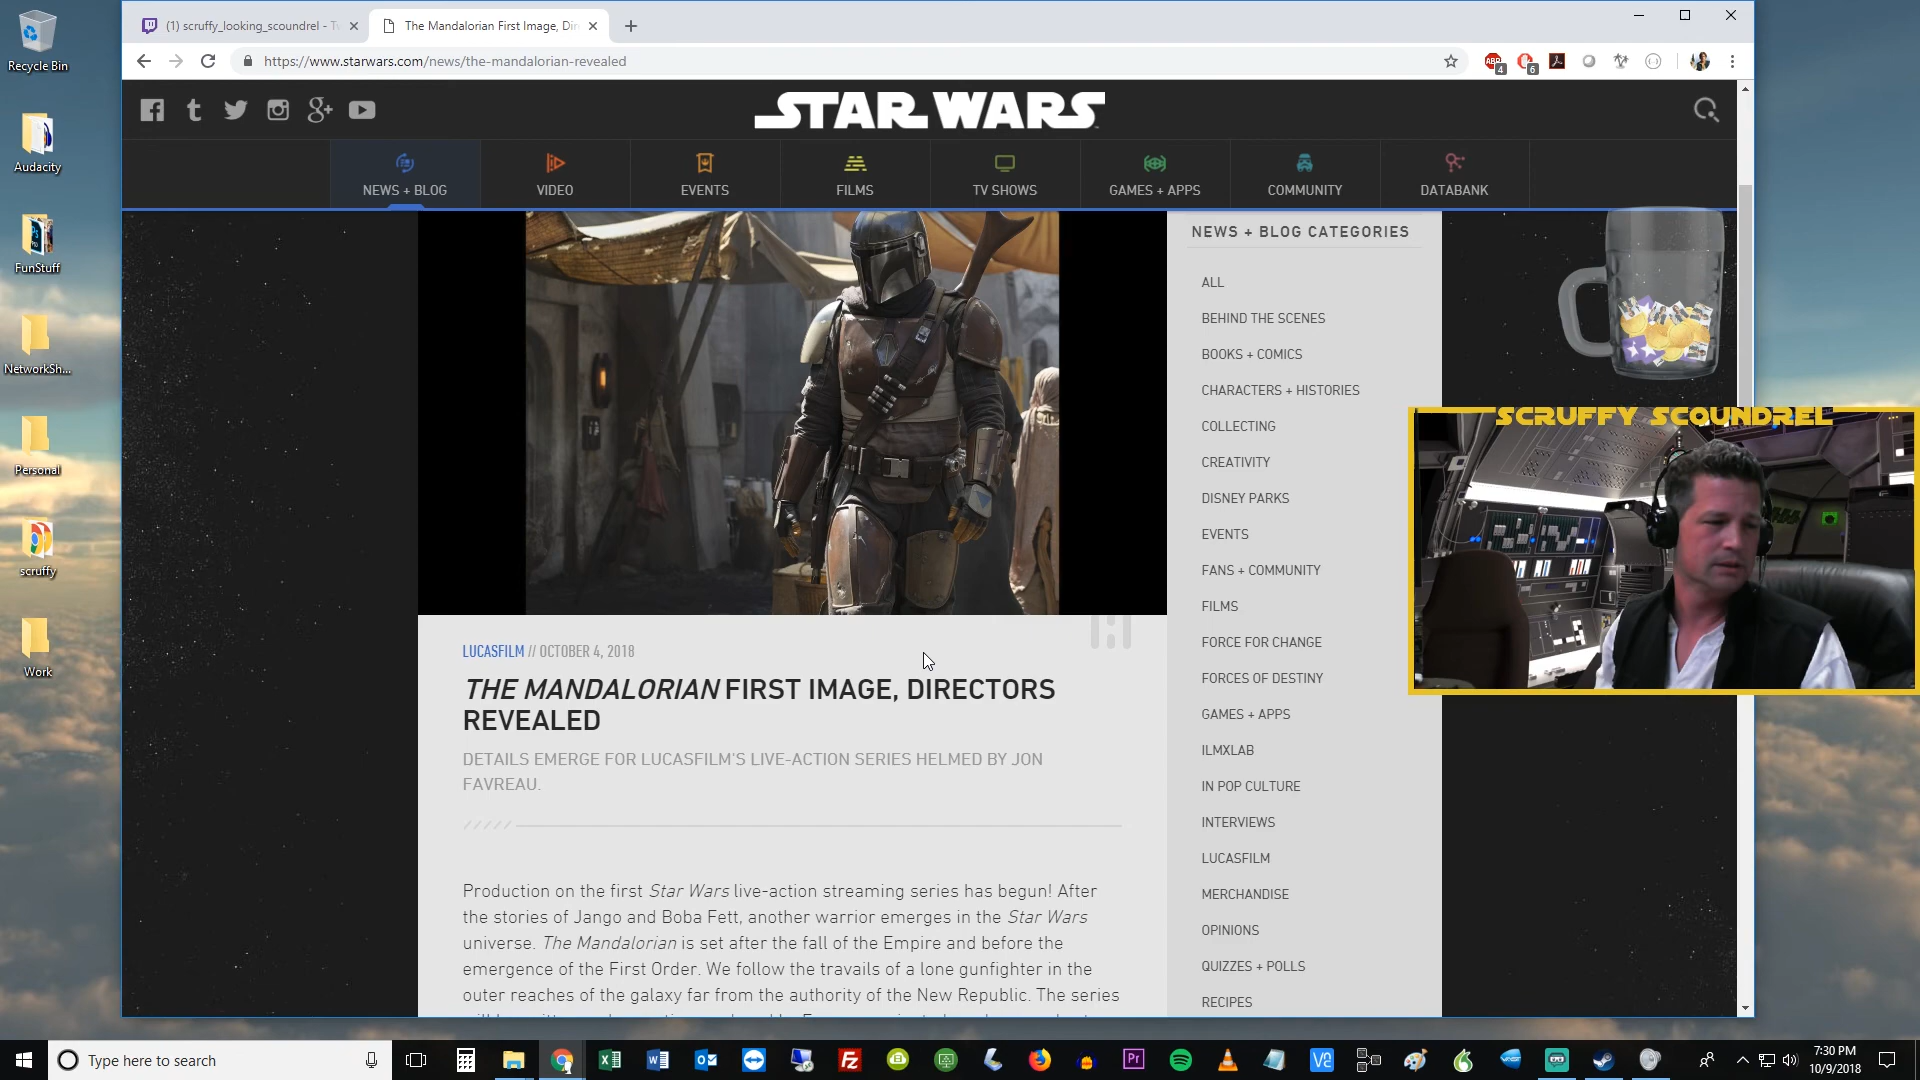 Recycle Bin
Audacity
FunStuff
NetworkSh...
Personal
scruffy
Work
(1) scruffy_looking_scoundrel - Tw
The Mandalorian First Image, Dir
https://www.starwars.com/news/the-mandalorian-revealed
4
6
STAR WARS
NEWS + BLOG
VIDEO
EVENTS
FILMS
TV SHOWS
GAMES + APPS
COMMUNITY
DATABANK
LUCASFILM // OCTOBER 4, 2018
THE MANDALORIAN FIRST IMAGE, DIRECTORS
REVEALED
DETAILS EMERGE FOR LUCASFILM'S LIVE-ACTION SERIES HELMED BY JON
FAVREAU.
Production on the first Star Wars live-action streaming series has begun! After
the stories of Jango and Boba Fett, another warrior emerges in the Star Wars
universe. The Mandalorian is set after the fall of the Empire and before the
emergence of the First Order. We follow the travails of a lone gunfighter in the
outer reaches of the galaxy far from the authority of the New Republic. The series
NEWS + BLOG CATEGORIES
ALL
BEHIND THE SCENES
BOOKS + COMICS
CHARACTERS + HISTORIES
COLLECTING
CREATIVITY
DISNEY PARKS
EVENTS
FANS + COMMUNITY
FILMS
FORCE FOR CHANGE
FORCES OF DESTINY
GAMES + APPS
ILMXLAB
IN POP CULTURE
INTERVIEWS
LUCASFILM
MERCHANDISE
OPINIONS
QUIZZES + POLLS
RECIPES
SCRUFFY SCOUNDREL
Type here to search
7:30 PM
10/9/2018